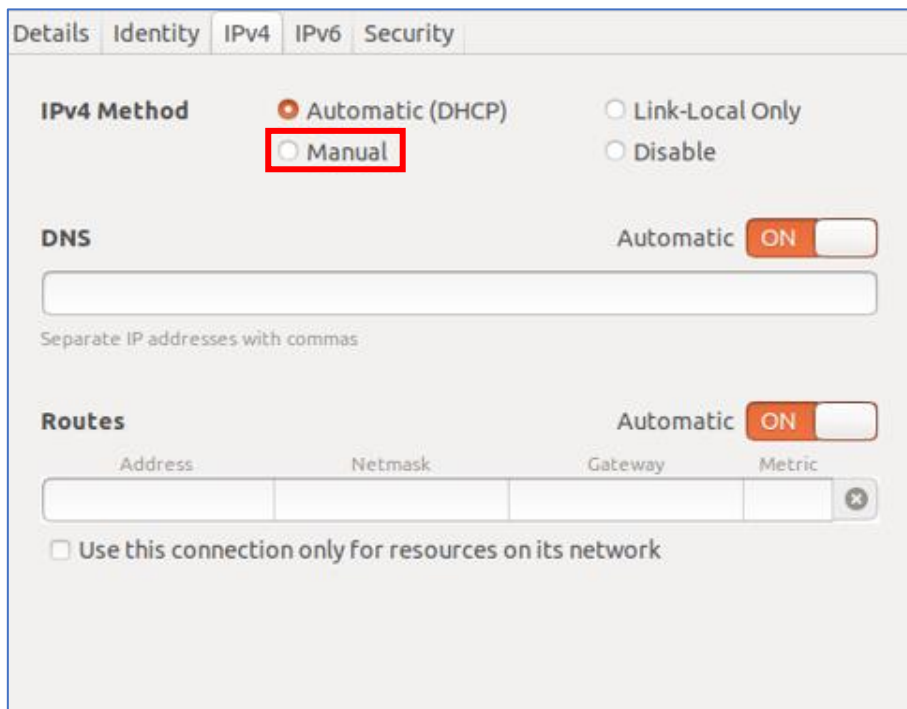 Details Identity IPv4 IPv6 Security
IPv4 Method Automatic (DHCP) Link-Local Only
Manual Disable
DNS Automatic ON
Separate IP addresses with commas
Routes Automatic ON
Address Netmask Gateway Metric
Use this connection only for resources on its network